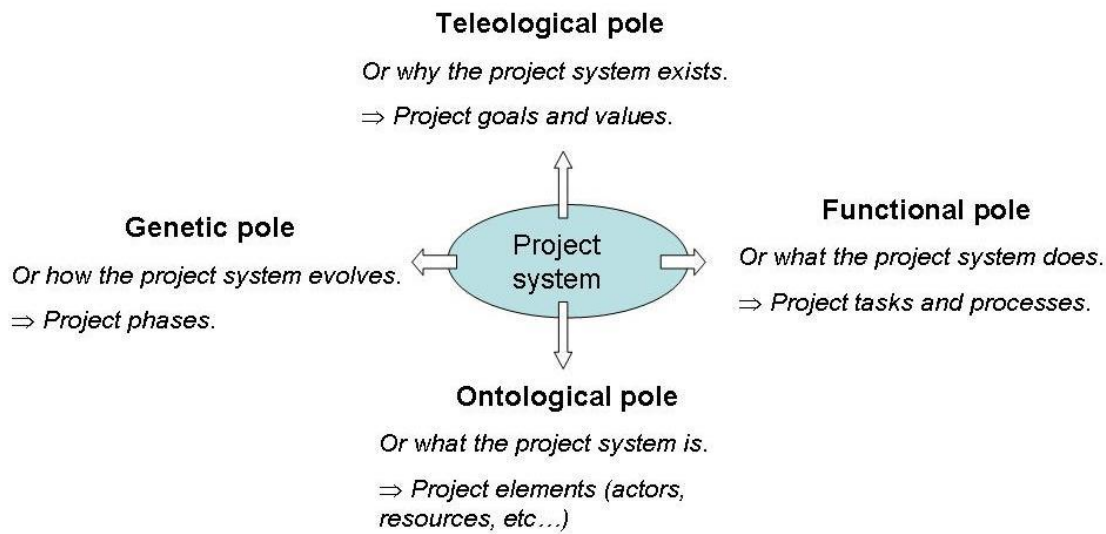 Teleological pole
Or why the project system exists.
⇒ Project goals and values.
Genetic pole
Or how the project system evolves.
⇒ Project phases.
Project
system
Functional pole
Or what the project system does.
⇒ Project tasks and processes.
Ontological pole
Or what the project system is.
⇒ Project elements (actors,
resources, etc…)